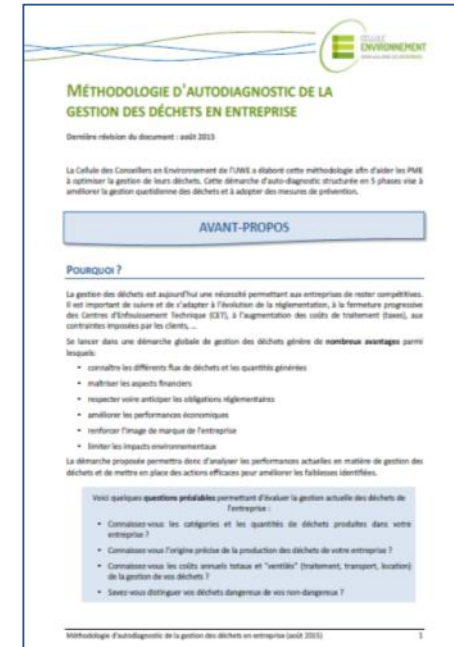 CELLULE
ENVIRONNEMENT
MÉTHODOLOGIE D'AUTODIAGNOSTIC DE LA
GESTION DES DÉCHETS EN ENTREPRISE
Dernière révision du document : août 2015
La Cellule des Conseillers en Environnement de l'UWE a élaboré cette méthodologie afin d'aider les PME
à optimiser la gestion de leurs déchets. Cette démarche d'auto-diagnostic structurée en 5 phases vise à
améliorer la gestion quotidienne des déchets et à adopter des mesures de prévention.
AVANT-PROPOS
POURQUOI ?
La gestion des déchets est aujourd'hui une nécessité permettant aux entreprises de rester compétitives.
Il est important de suivre et de s'adapter à l'évolution de la réglementation, à la fermeture progressive
des Centres d'Enfouissement Technique (CET), à l'augmentation des coûts de traitement (taxes), aux
contraintes imposées par les clients, ...
Se lancer dans une démarche globale de gestion des déchets génère de nombreux avantages parmi
lesquels:
• connaître les différents flux de déchets et les quantités générées
• maîtriser les aspects financiers
• respecter voire anticiper les obligations réglementaires
• améliorer les performances économiques
• renforcer l'image de marque de l'entreprise
• limiter les impacts environnementaux
La démarche proposée permettra donc d'analyser les performances actuelles en matière de gestion des
déchets et de mettre en place des actions efficaces pour améliorer les faiblesses identifiées.
Voici quelques questions préalables permettant d'évaluer la gestion actuelle des déchets de
l'entreprise :
• Connaissez-vous les catégories et les quantités de déchets produites dans votre
entreprise ?
• Connaissez-vous l'origine précise de la production des déchets de votre entreprise ?
• Connaissez-vous les coûts annuels totaux et "ventilés" (traitement, transport, location)
de la gestion de vos déchets ?
• Savez-vous distinguer vos déchets dangereux de vos non-dangereux ?
Méthodologie d'autodiagnostic de la gestion des déchets en entreprise (août 2015) 1